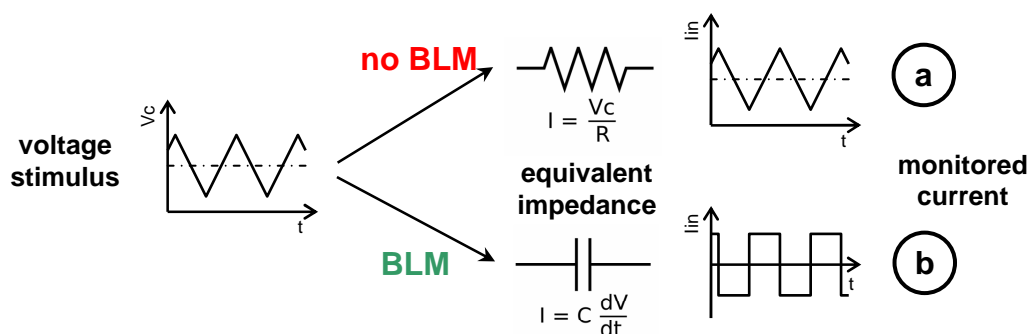 voltage
stimulus
Vc
t
no BLM
BLM
I = Vc
R
equivalent
impedance
I = C dV
dt
Iin
t
a
monitored
current
Iin
t
b